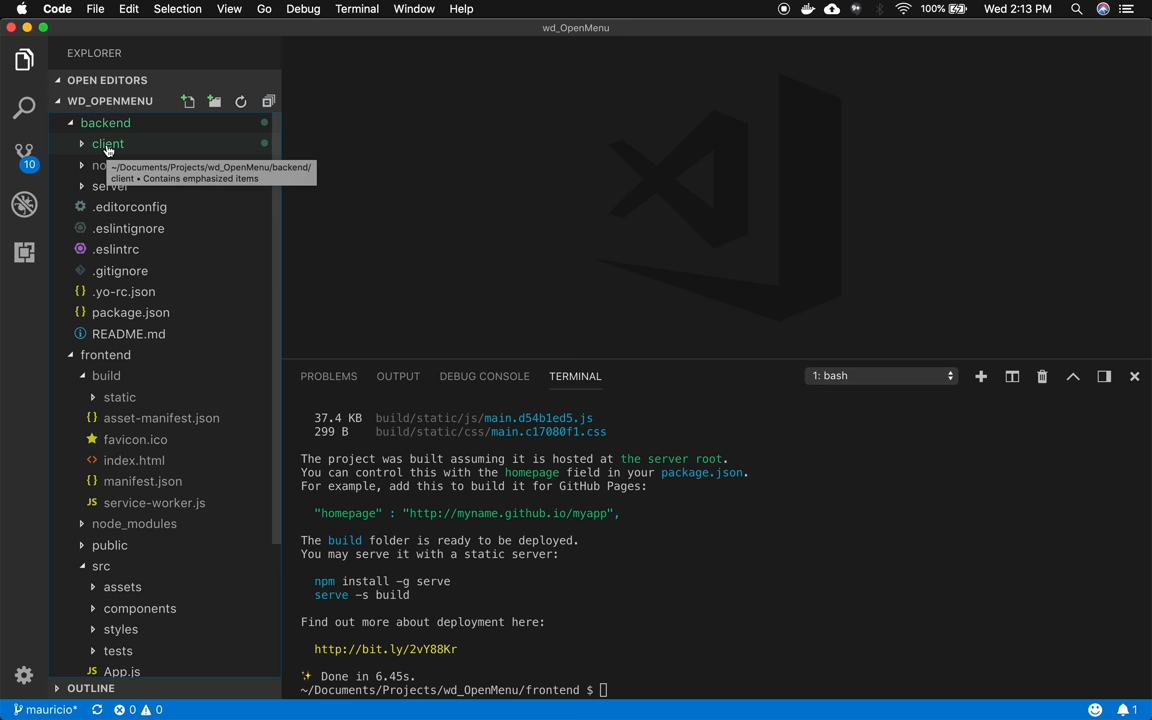 Code File Edit Selection View Go Debug Terminal Window Help 100% Wed 2:13 PM
wd_OpenMenu
EXPLORER
OPEN EDITORS
WD_OPENMENU
backend
client
no
~/Documents/Projects/wd_OpenMenu/backend/
client • Contains emphasized items
server
.editorconfig
.eslintignore
.eslintrc
.gitignore
{} .yo-rc.json
{} package.json
README.md
frontend
build
static
{} asset-manifest.json
favicon.ico
<> index.html
{} manifest.json
JS service-worker.js
node_modules
public
src
assets
components
styles
tests
JS App.js
OUTLINE
10
PROBLEMS OUTPUT DEBUG CONSOLE TERMINAL 1: bash
37.4 KB build/static/js/main.d54b1ed5.js
299 B build/static/css/main.c17080f1.css
The project was built assuming it is hosted at the server root.
You can control this with the homepage field in your package.json.
For example, add this to build it for GitHub Pages:
"homepage" : "http://myname.github.io/myapp",
The build folder is ready to be deployed.
You may serve it with a static server:
npm install -g serve
serve -s build
Find out more about deployment here:
http://bit.ly/2vY88Kr
✨ Done in 6.45s.
~/Documents/Projects/wd_OpenMenu/frontend $
mauricio* 0 0 1